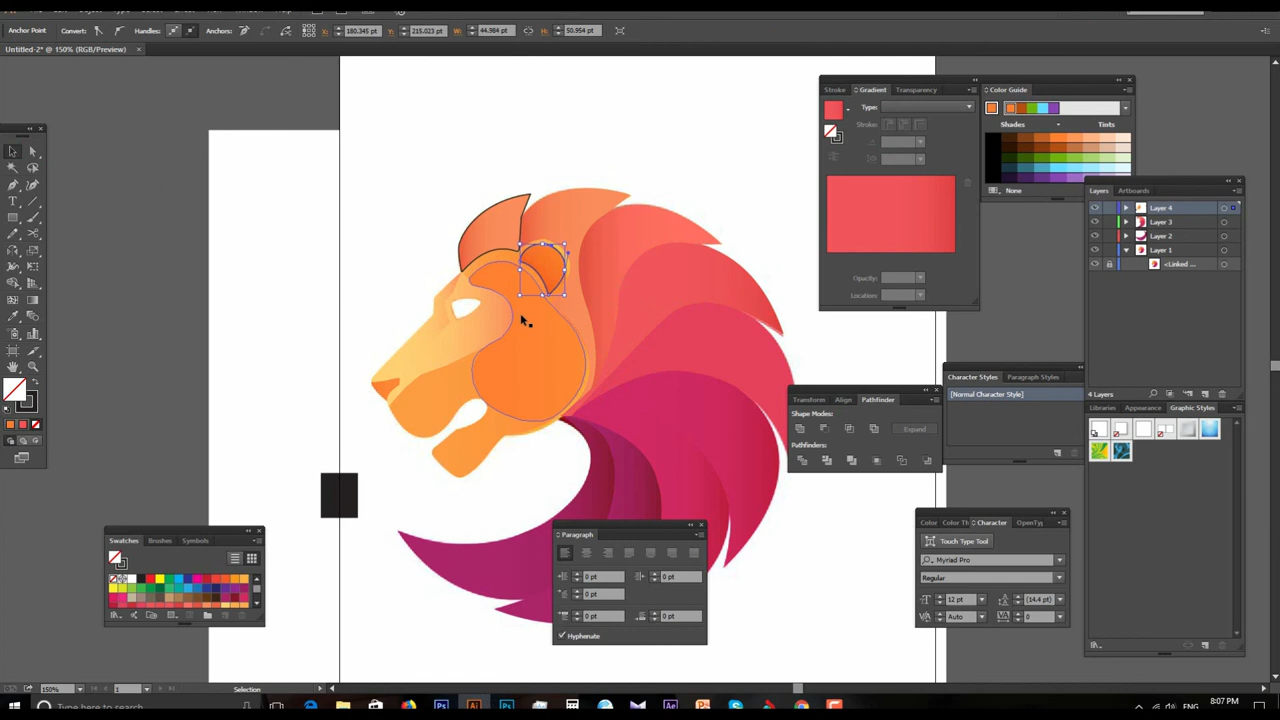 Anchor Point
Convert:
Handles:
Anchors:
X: 180.345 pt
Y: 215.023 pt
W: 44.384 pt
H: 50.954 pt
Untitled-2* @ 150% (RGB/Preview)
Stroke
Gradient
Transparency
Type:
Stroke:
Opacity:
Location:
Color Guide
Shades
Tints
None
Layers
Artboards
Layer 4
Layer 3
Layer 2
Layer 1
<Linked ...
4 Layers
Character Styles
Paragraph Styles
[Normal Character Style]
Transform
Align
Pathfinder
Shape Modes:
Expand
Pathfinders:
Libraries
Appearance
Graphic Styles
Swatches
Brushes
Symbols
Paragraph
0 pt
0 pt
0 pt
0 pt
0 pt
Hyphenate
Color
Color Th
Character
OpenTyp
Touch Type Tool
Myriad Pro
Regular
12 pt
(14.4 pt)
Auto
0
150%
1
Selection
Type here to search
ENG
8:07 PM